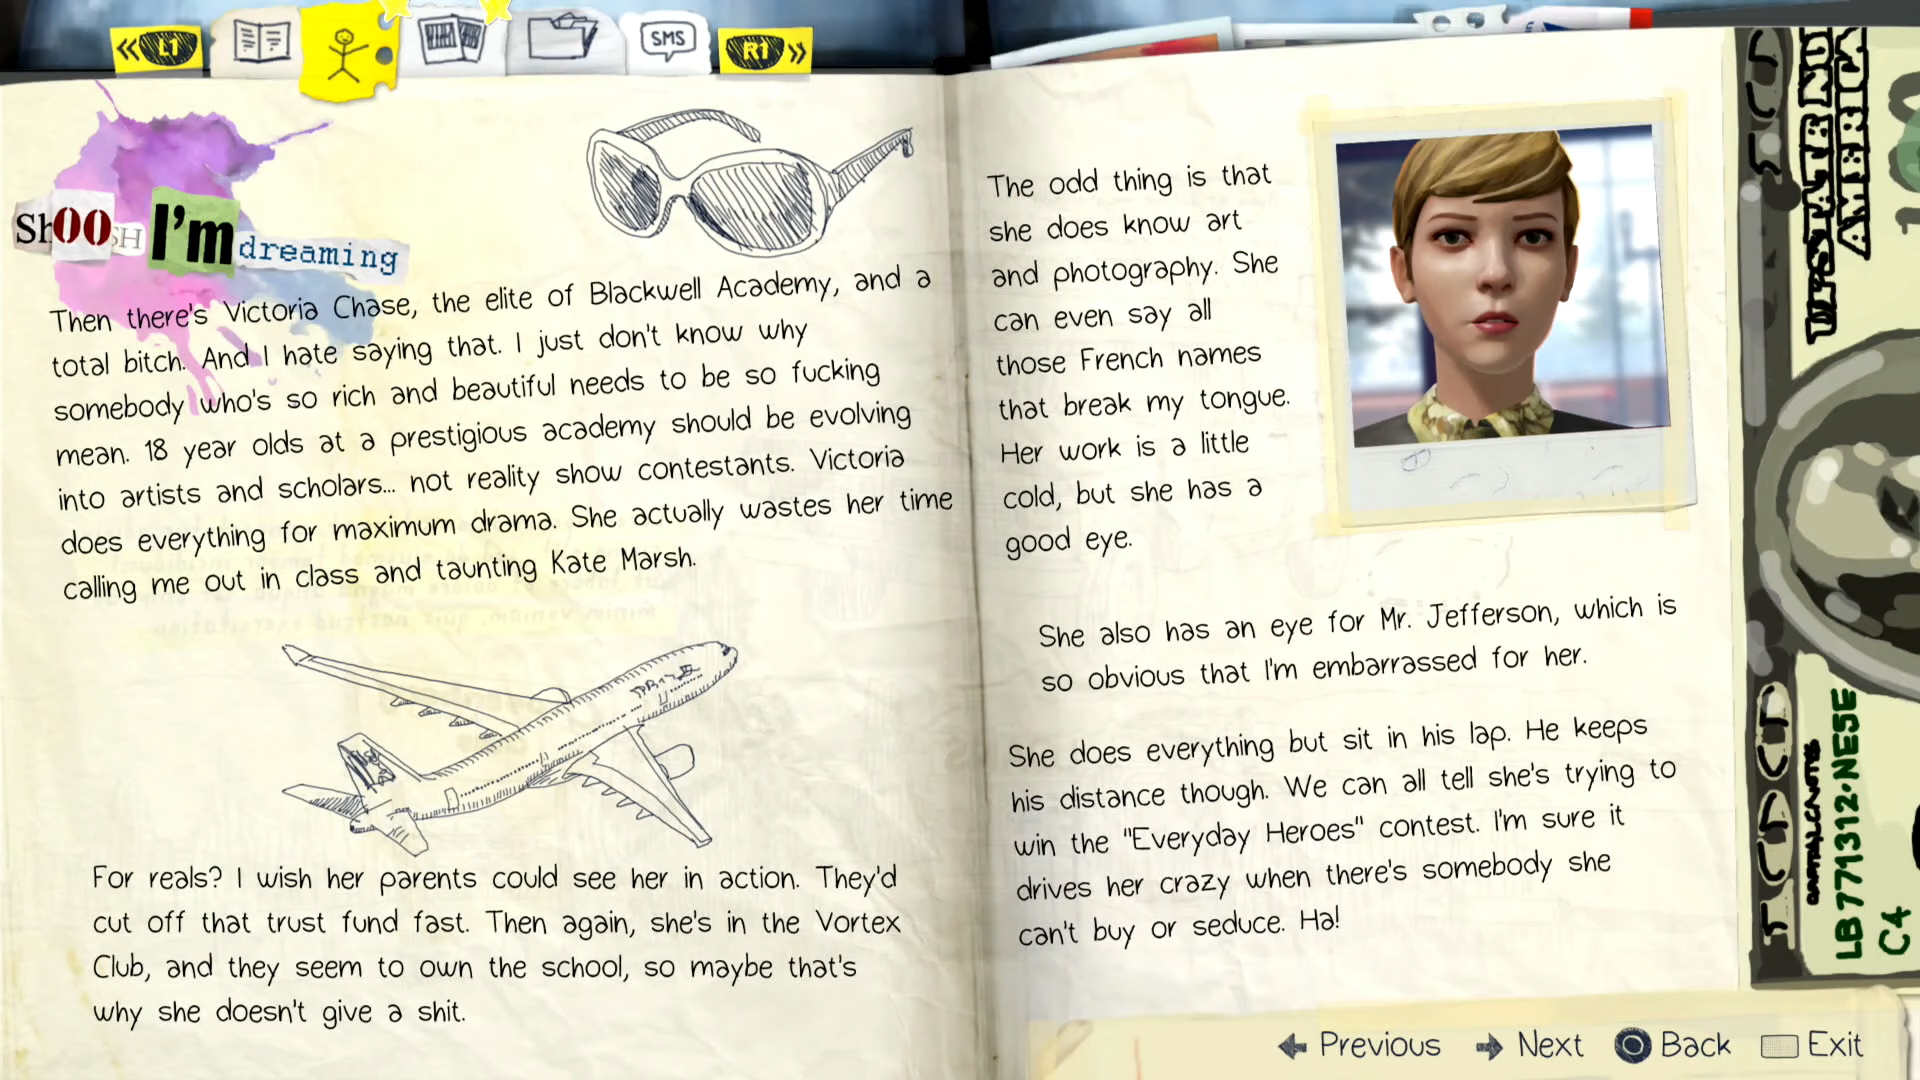 L1
SMS
R1
ShOOSH I'm dreaming
Then there's Victoria Chase, the elite of Blackwell Academy, and a
total bitch. And I hate saying that. I just don't know why
somebody who's so rich and beautiful needs to be so fucking
mean. 18 year olds at a prestigious academy should be evolving
into artists and scholars... not reality show contestants. Victoria
does everything for maximum drama. She actually wastes her time
calling me out in class and taunting Kate Marsh.
For reals? I wish her parents could see her in action. They'd
cut off that trust fund fast. Then again, she's in the Vortex
Club, and they seem to own the school, so maybe that's
why she doesn't give a shit.
The odd thing is that
she does know art
and photography. She
can even say all
those French names
that break my tongue.
Her work is a little
cold, but she has a
good eye.
She also has an eye for Mr. Jefferson, which is
so obvious that I'm embarrassed for her.
She does everything but sit in his lap. He keeps
his distance though. We can all tell she's trying to
win the "Everyday Heroes" contest. I'm sure it
drives her crazy when there's somebody she
can't buy or seduce. Ha!
AMERICA
LB771312·NESE
C4
Previous
Next
Back
Exit